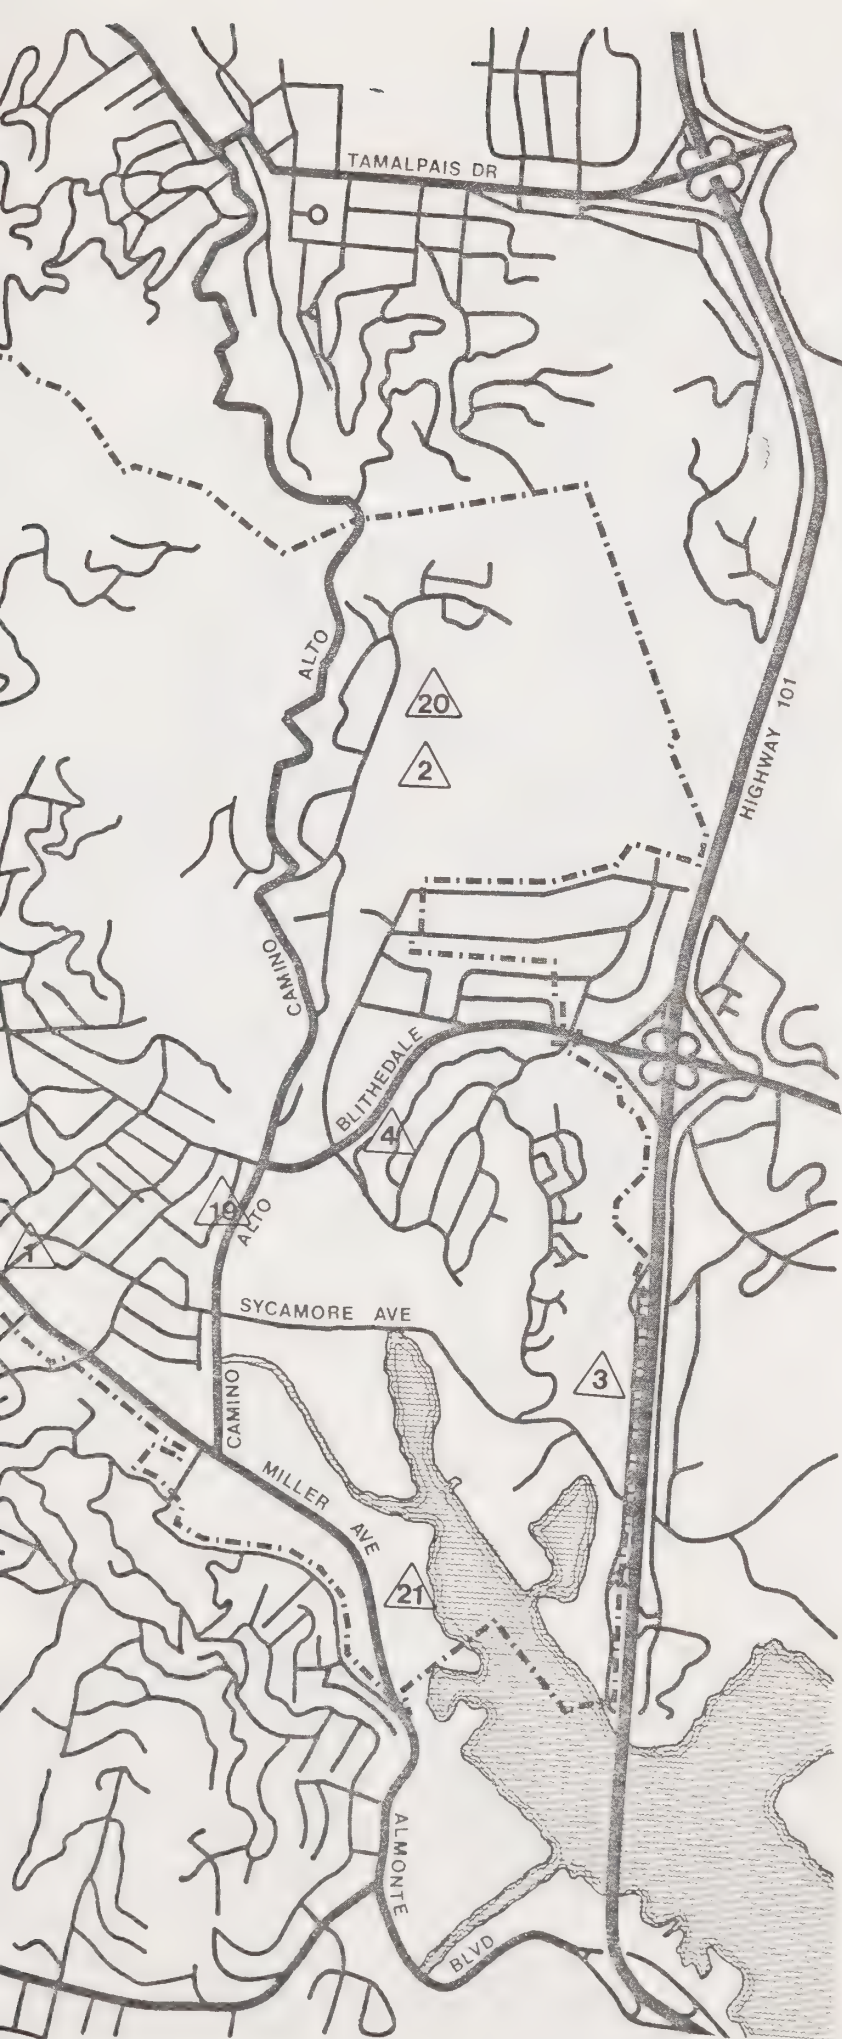 TAMALPAIS DR
ALTO
20
HIGHWAY 101
2
CAMINO
BLITHEDALE
4
19
ALTO
1
SYCAMORE AVE
3
CAMINO
MILLER AVE
21
ALMONTE
BLVD